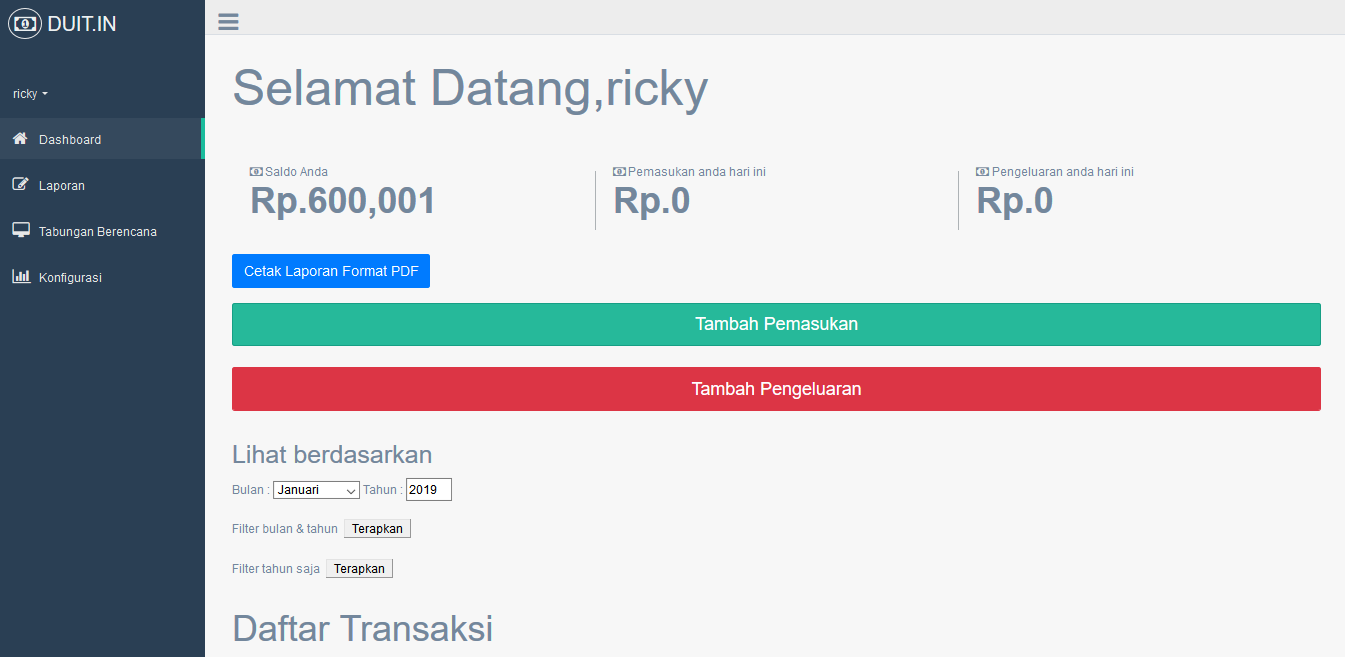 DUIT.IN
ricky
Dashboard
Laporan
Tabungan Berencana
Konfigurasi
Selamat Datang,ricky
Saldo Anda
Rp.600,001
Pemasukan anda hari ini
Rp.0
Pengeluaran anda hari ini
Rp.0
Cetak Laporan Format PDF
Tambah Pemasukan
Tambah Pengeluaran
Lihat berdasarkan
Bulan : Januari Tahun : 2019
Filter bulan & tahun Terapkan
Filter tahun saja Terapkan
Daftar Transaksi